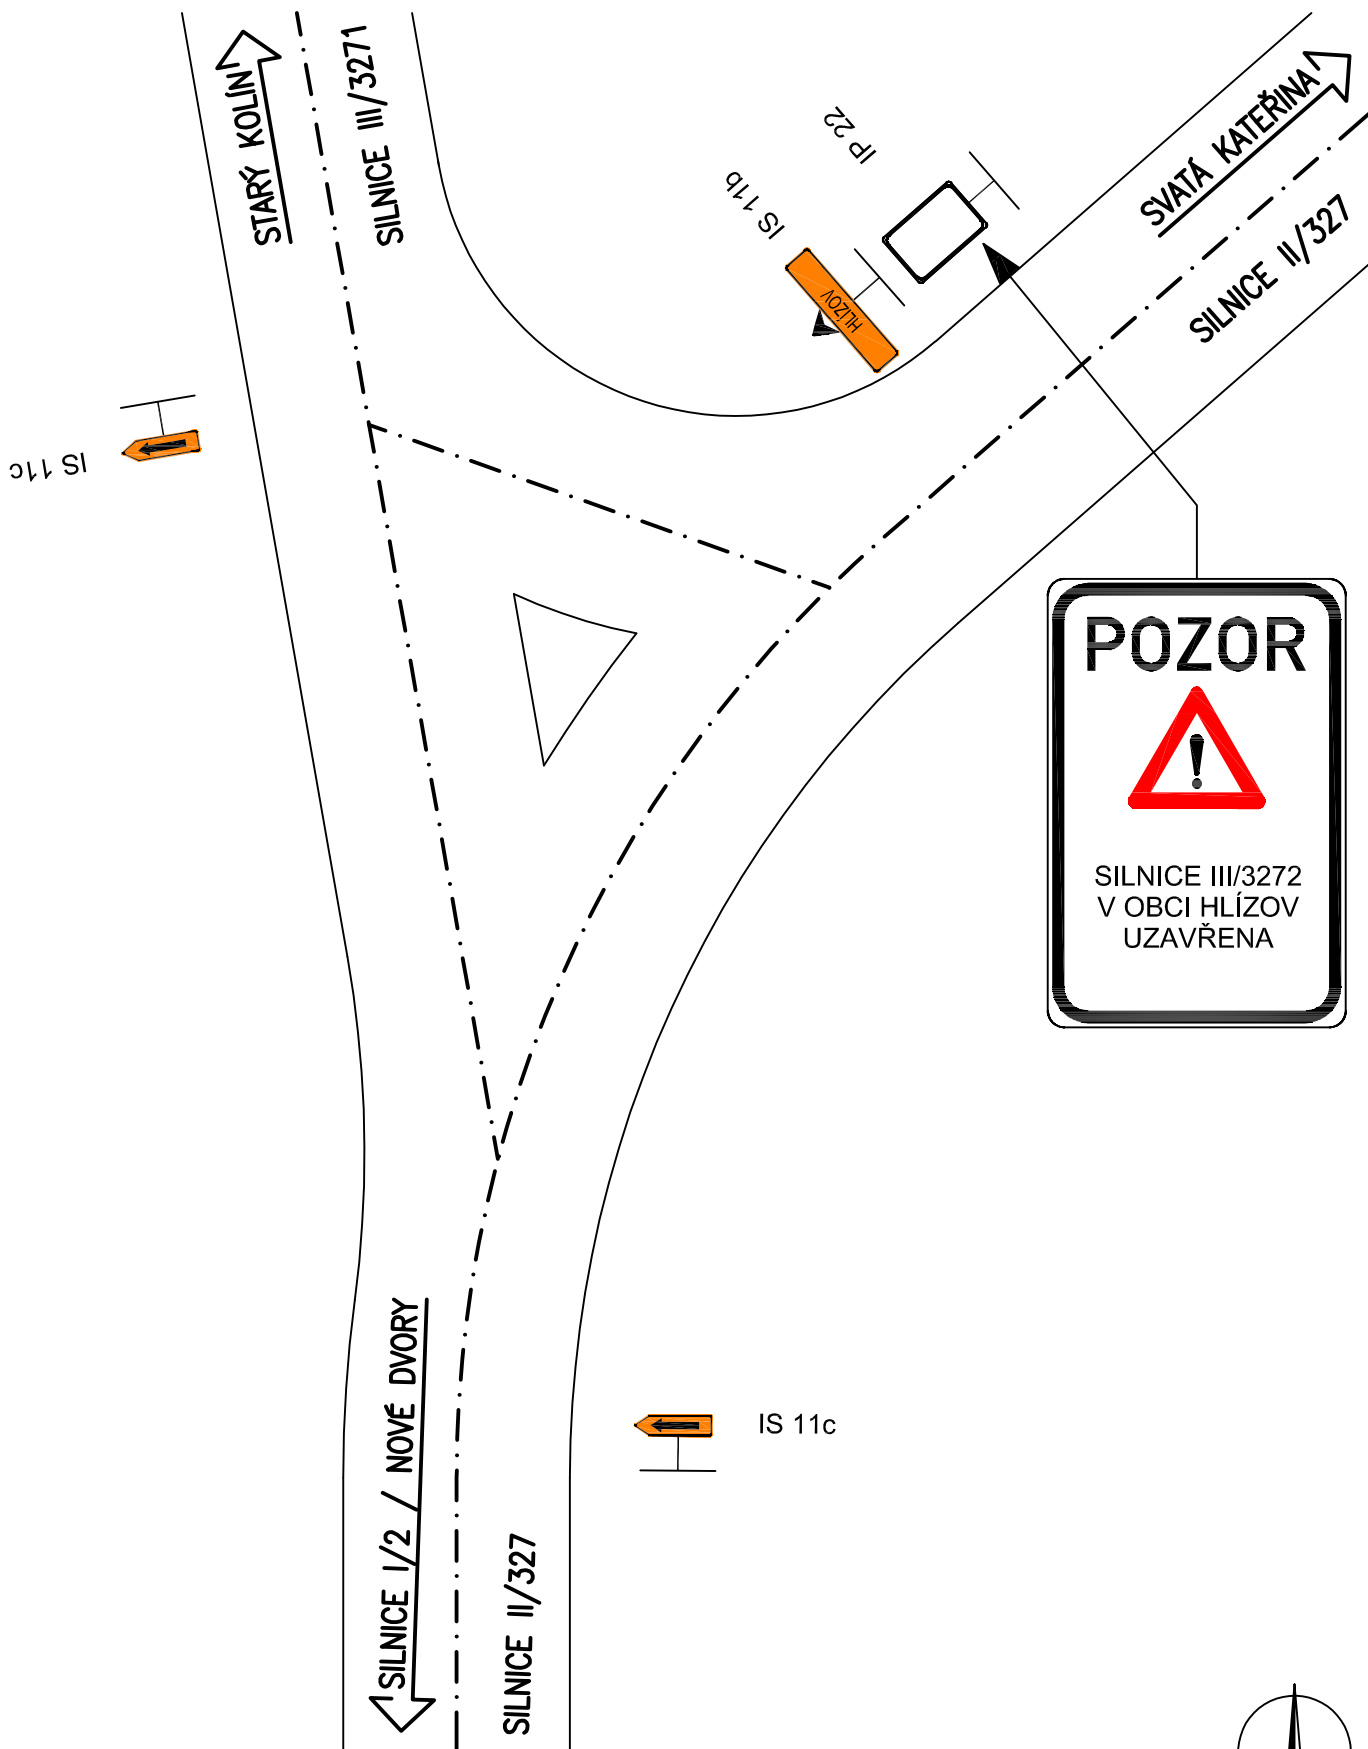 STARÝ KOLÍN
SILNICE III/3271
IP 22
IS 11b
HLÍZOV
SVATÁ KATEŘINA
SILNICE II/327
IS 11c
POZOR
!
SILNICE III/3272
V OBCI HLÍZOV
UZAVŘENA
SILNICE I/2 / NOVÉ DVORY
IS 11c
SILNICE II/327